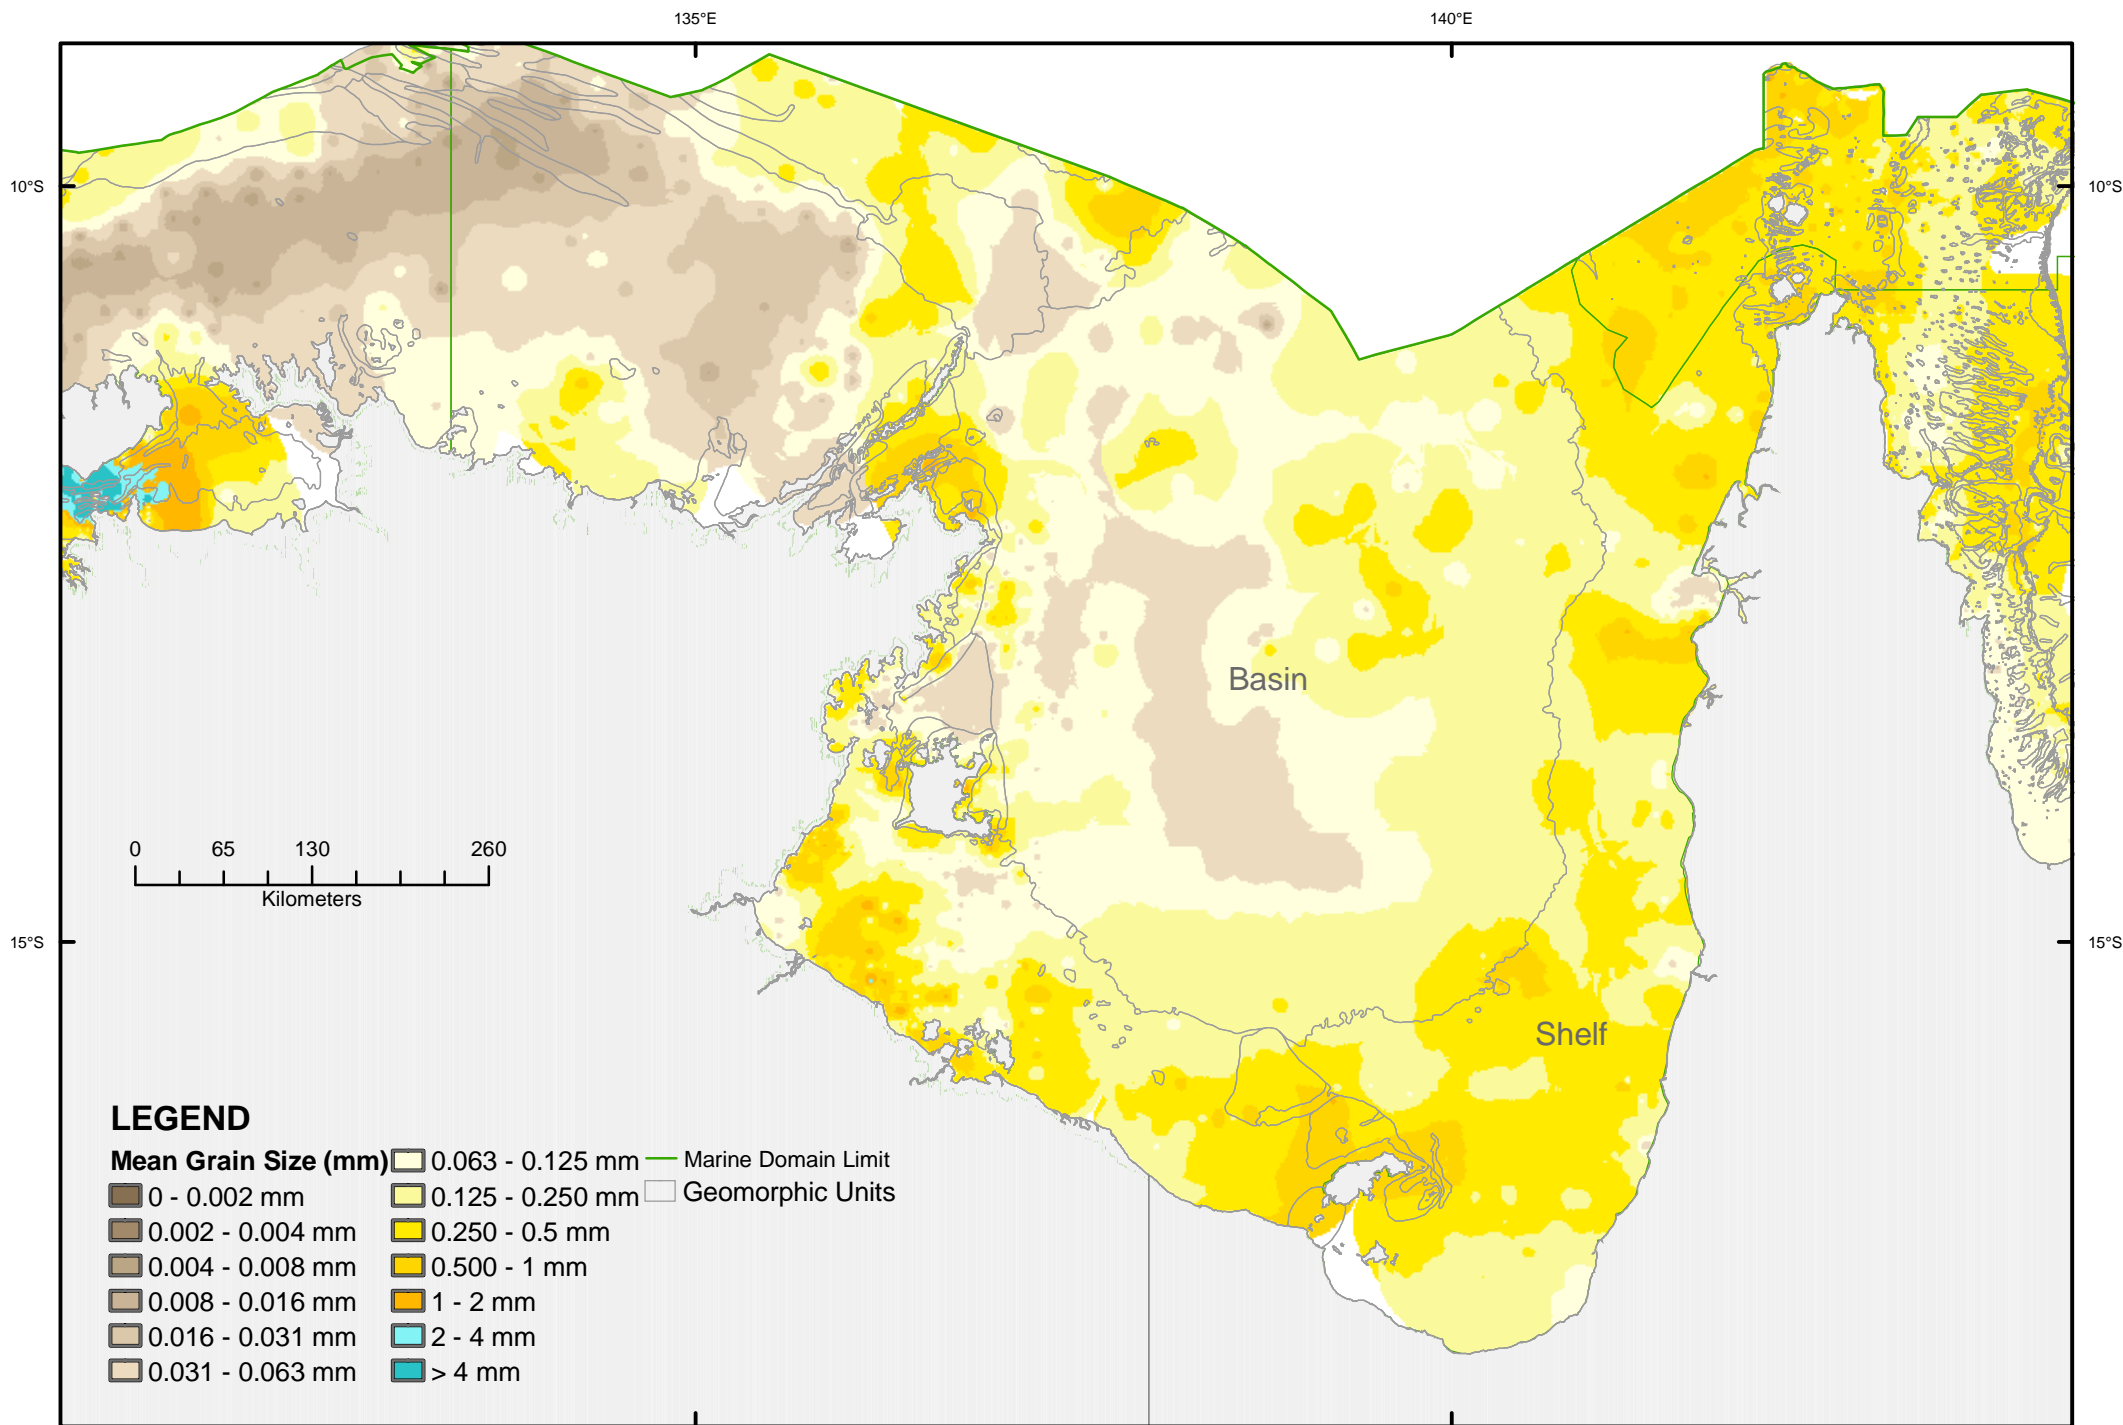 135°E 140°E
10°S 10°S
Basin
0 65 130 260
Kilometers
15°S 15°S
Shelf
LEGEND
Mean Grain Size (mm)
0 - 0.002 mm
0.002 - 0.004 mm
0.004 - 0.008 mm
0.008 - 0.016 mm
0.016 - 0.031 mm
0.031 - 0.063 mm
0.063 - 0.125 mm
0.125 - 0.250 mm
0.250 - 0.5 mm
0.500 - 1 mm
1 - 2 mm
2 - 4 mm
> 4 mm
Marine Domain Limit
Geomorphic Units